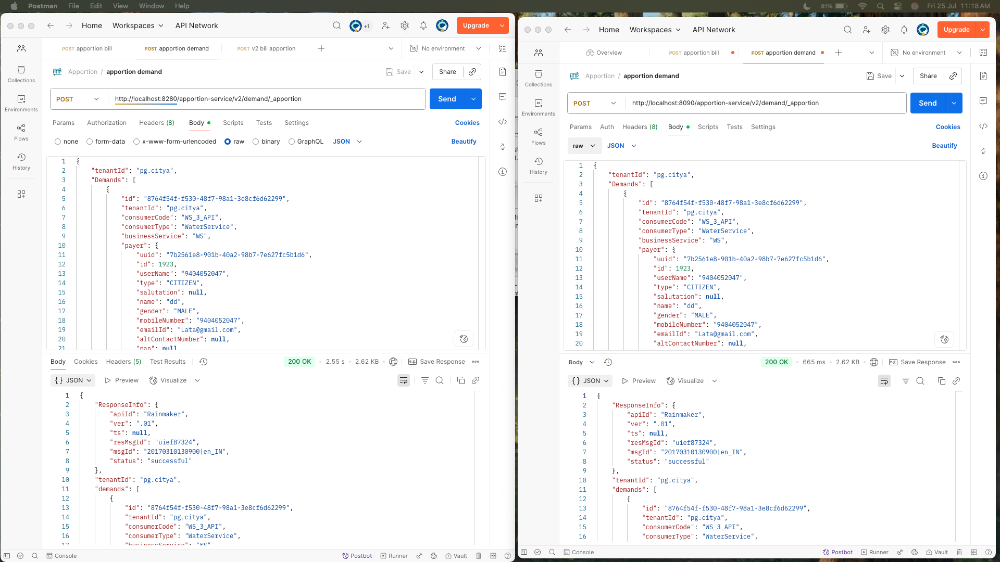 Postman File Edit View Window Help
81% Fri 25 Jul 11:18 AM
Home Workspaces API Network
+1 Upgrade
POST apportion bill
POST apportion demand
POST v2 bill apportion
No environment
Collections
Environments
Flows
History
Apportion / apportion demand
Save Share
POST http://localhost:8280/apportion-service/v2/demand/_apportion Send
Params Authorization Headers (8) Body Scripts Tests Settings Cookies
none form-data x-www-form-urlencoded raw binary GraphQL JSON Beautify
1 {
2 "tenantId": "pg.citya",
3 "Demands": [
4 {
5 "id": "8764f54f-f530-48f7-98a1-3e8cf6d62299",
6 "tenantId": "pg.citya",
7 "consumerCode": "WS_3_API",
8 "consumerType": "WaterService",
9 "businessService": "WS",
10 "payer": {
11 "uuid": "7b2561e8-901b-40a2-98b7-7e627fc5b1d6",
12 "id": 1923,
13 "userName": "9404052047",
14 "type": "CITIZEN",
15 "salutation": null,
16 "name": "dd",
17 "gender": "MALE",
18 "mobileNumber": "9404052047",
19 "emailId": "Lata@gmail.com",
20 "altContactNumber": null,
21 "pan": null
Body Cookies Headers (5) Test Results 200 OK 2.55 s 2.62 KB e.g. Save Response
{} JSON Preview Visualize
1 {
2 "ResponseInfo": {
3 "apiId": "Rainmaker",
4 "ver": ".01",
5 "ts": null,
6 "resMsgId": "uief87324",
7 "msgId": "20170310130900|en_IN",
8 "status": "successful"
9 },
10 "tenantId": "pg.citya",
11 "demands": [
12 {
13 "id": "8764f54f-f530-48f7-98a1-3e8cf6d62299",
14 "tenantId": "pg.citya",
15 "consumerCode": "WS_3_API",
16 "consumerType": "WaterService",
17 "businessService": "WS"
Console Postbot Runner Vault
Home Workspaces API Network
Upgrade
Overview
POST apportion bill
POST apportion demand
No environment
Collections
Environments
Flows
History
Apportion / apportion demand
Save Share
POST http://localhost:8090/apportion-service/v2/demand/_apportion Send
Params Auth Headers (8) Body Scripts Tests Settings Cookies
raw JSON Beautify
1 {
2 "tenantId": "pg.citya",
3 "Demands": [
4 {
5 "id": "8764f54f-f530-48f7-98a1-3e8cf6d62299",
6 "tenantId": "pg.citya",
7 "consumerCode": "WS_3_API",
8 "consumerType": "WaterService",
9 "businessService": "WS",
10 "payer": {
11 "uuid": "7b2561e8-901b-40a2-98b7-7e627fc5b1d6",
12 "id": 1923,
13 "userName": "9404052047",
14 "type": "CITIZEN",
15 "salutation": null,
16 "name": "dd",
17 "gender": "MALE",
18 "mobileNumber": "9404052047",
19 "emailId": "Lata@gmail.com",
20 "altContactNumber": null,
Body 200 OK 665 ms 2.62 KB e.g. Save Response
{} JSON Preview Visualize
1 {
2 "ResponseInfo": {
3 "apiId": "Rainmaker",
4 "ver": ".01",
5 "ts": null,
6 "resMsgId": "uief87324",
7 "msgId": "20170310130900|en_IN",
8 "status": "successful"
9 },
10 "tenantId": "pg.citya",
11 "demands": [
12 {
13 "id": "8764f54f-f530-48f7-98a1-3e8cf6d62299",
14 "tenantId": "pg.citya",
15 "consumerCode": "WS_3_API",
16 "consumerType": "WaterService",
Console Postbot Runner Vault